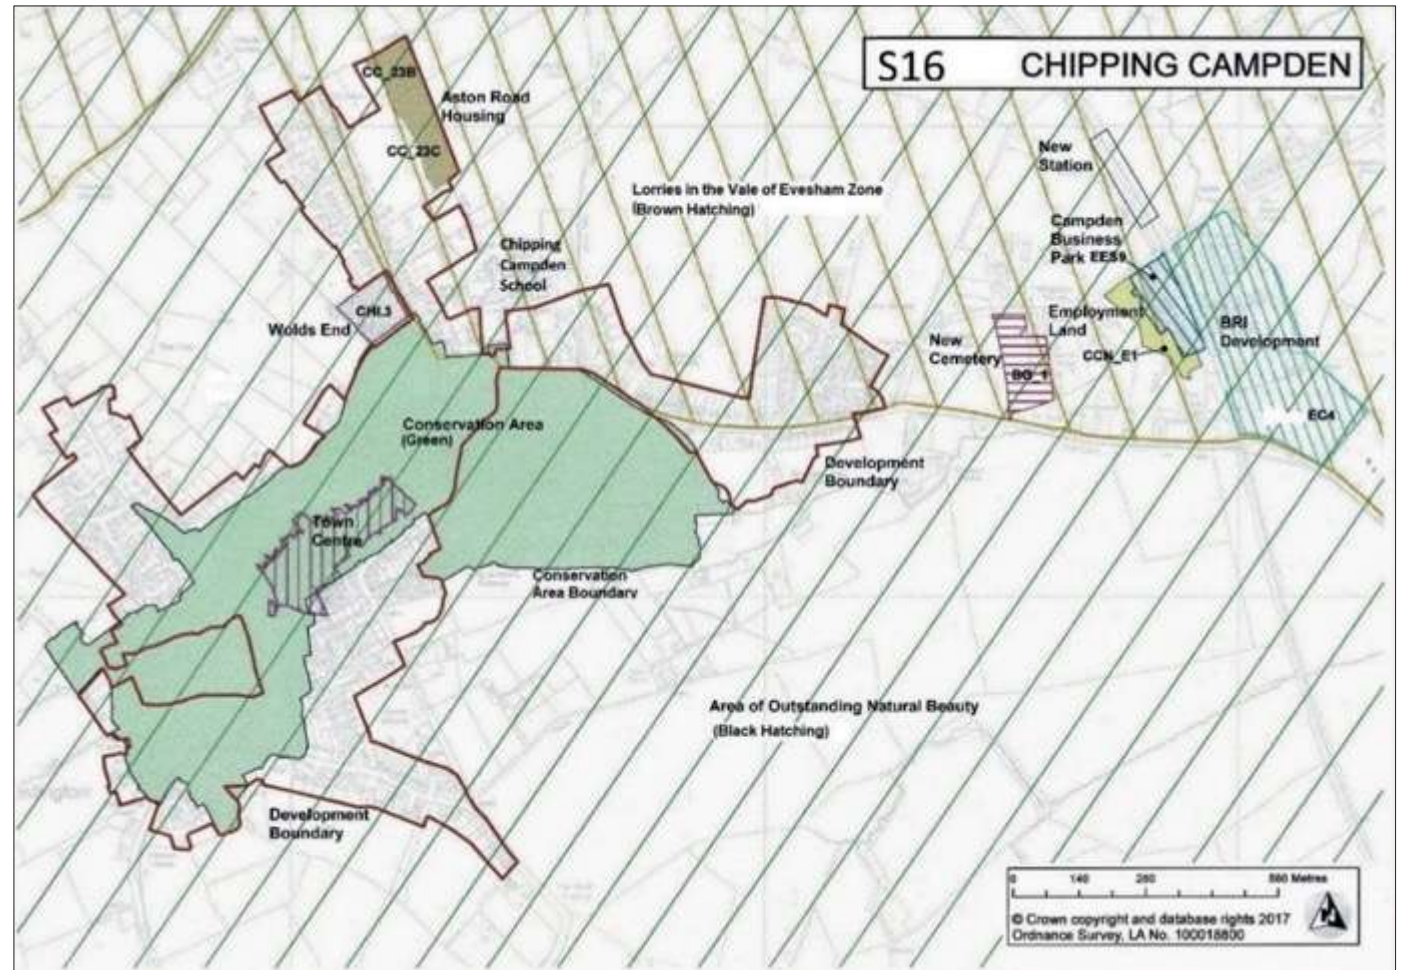 S16 CHIPPING CAMPDEN
CC_23B
Aston Road
Housing
CC_23C
New
Station
Lorries in the Vale of Evesham Zone
(Brown Hatching)
Campden
Business
Park EES9
Chipping
Campden
School
CHI.3
Wolds End
Employment
Land
BRI
Development
New
Cemetery
CCN_E1
BG_1
EC4
Conservation Area
(Green)
Development
Boundary
Town
Centre
Conservation
Area Boundary
Area of Outstanding Natural Beauty
(Black Hatching)
Development
Boundary
0 140 280 560 Metres
© Crown copyright and database rights 2017
Ordnance Survey, LA No. 100018800